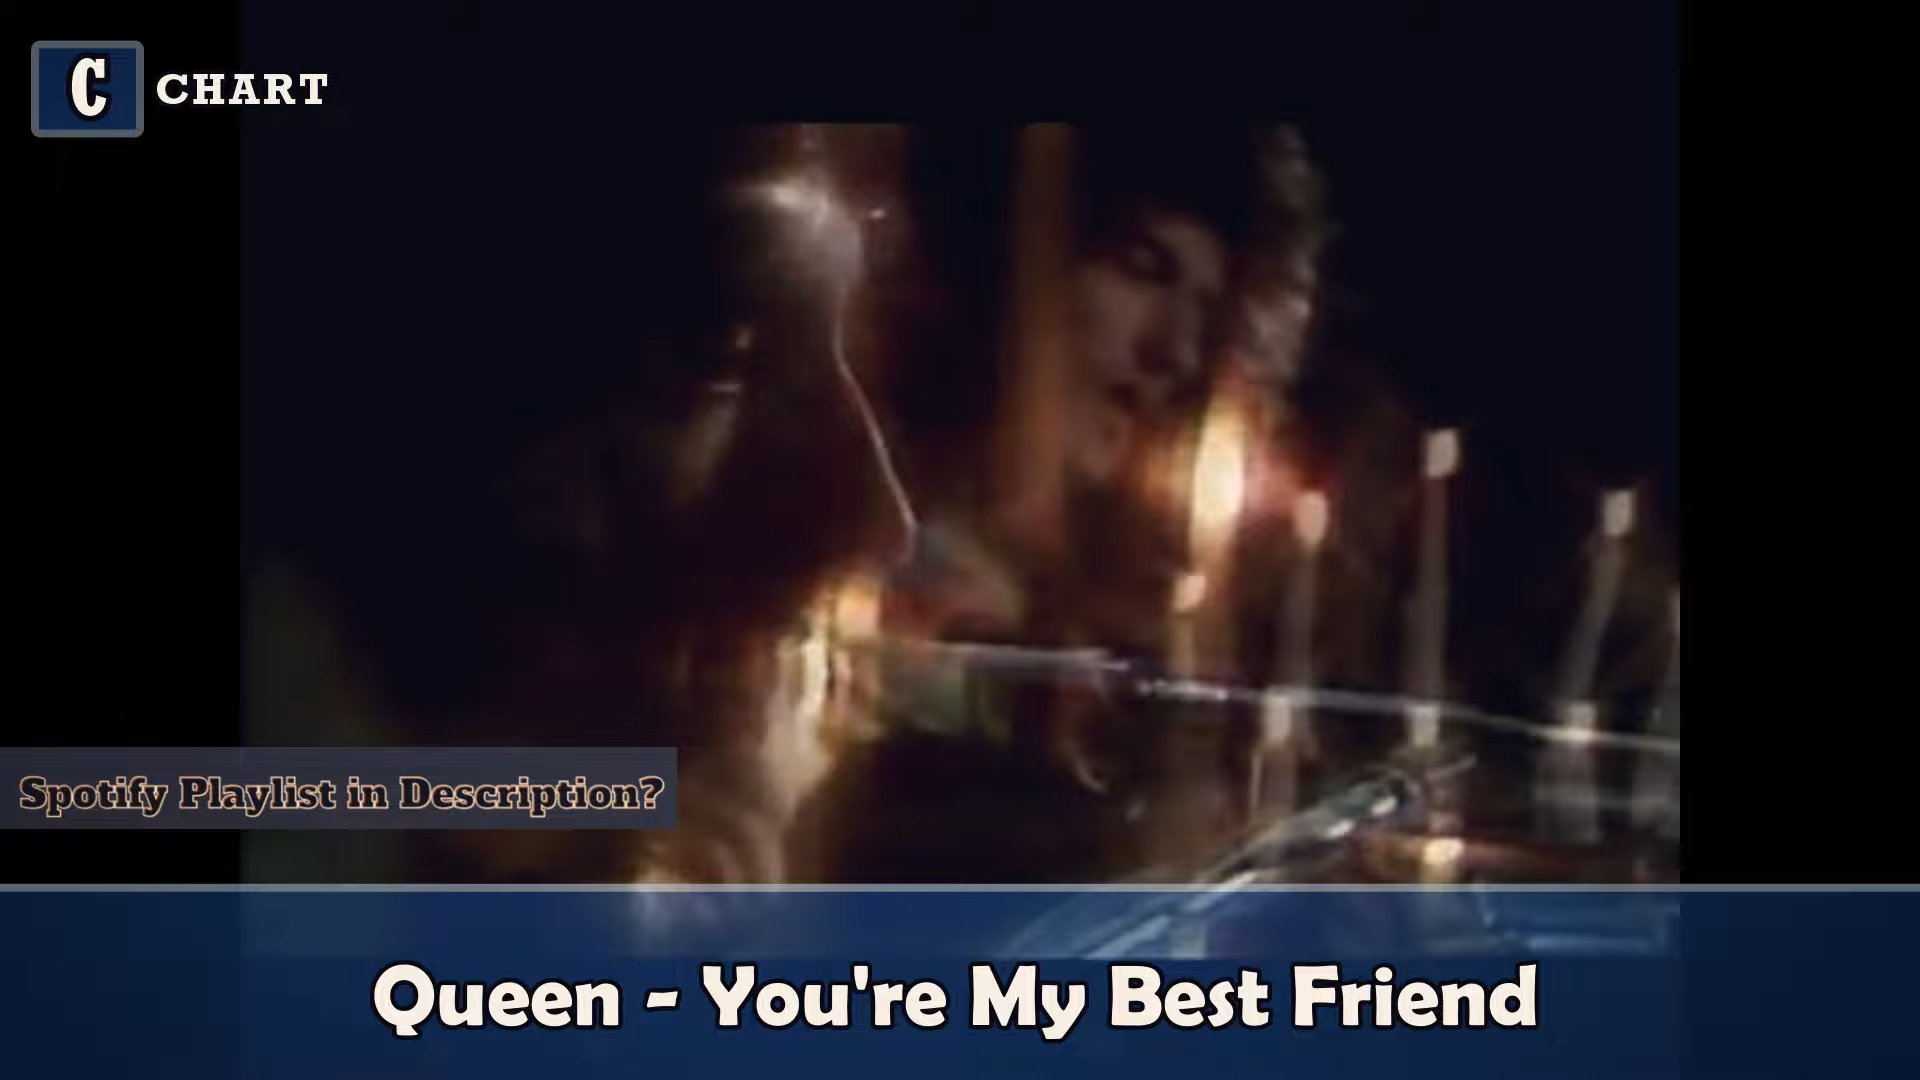 C CHART
Spotify Playlist in Description?
Queen - You're My Best Friend